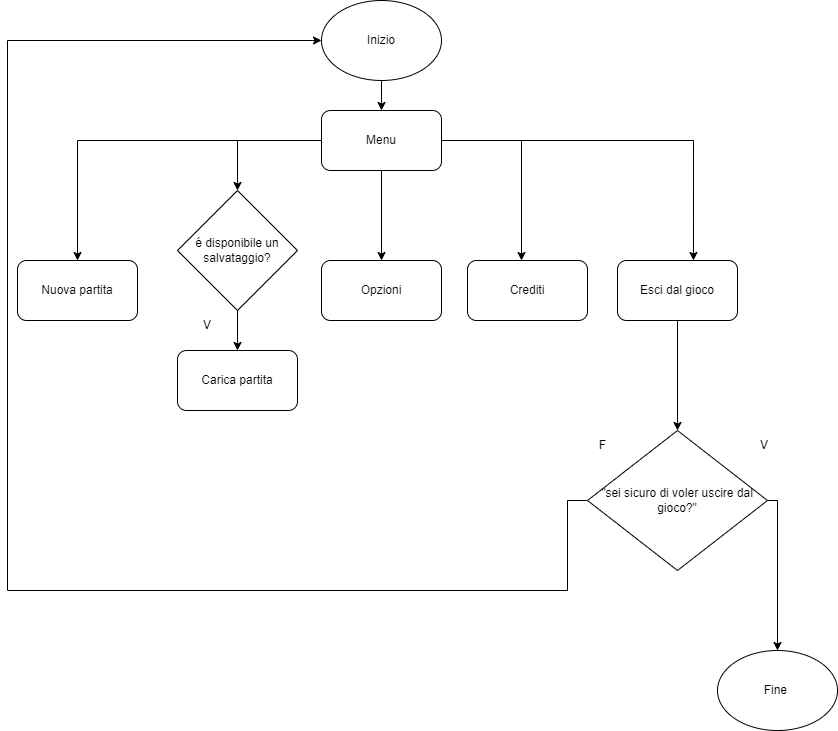 Inizio
Menu
é disponibile un
salvataggio?
Nuova partita
Opzioni
Crediti
Esci dal gioco
V
Carica partita
F
V
"sei sicuro di voler uscire dal
gioco?"
Fine